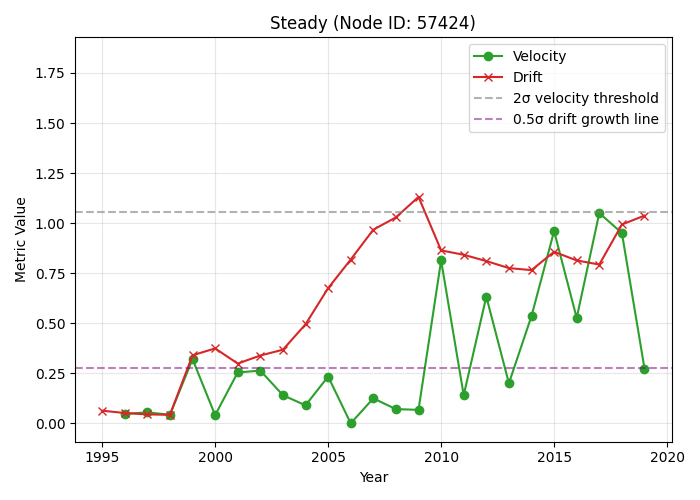 Steady (Node ID: 57424)
Velocity
Drift
2σ velocity threshold
0.5σ drift growth line
Metric Value
1.75
1.50
1.25
1.00
0.75
0.50
0.25
0.00
1995 2000 2005 2010 2015 2020
Year